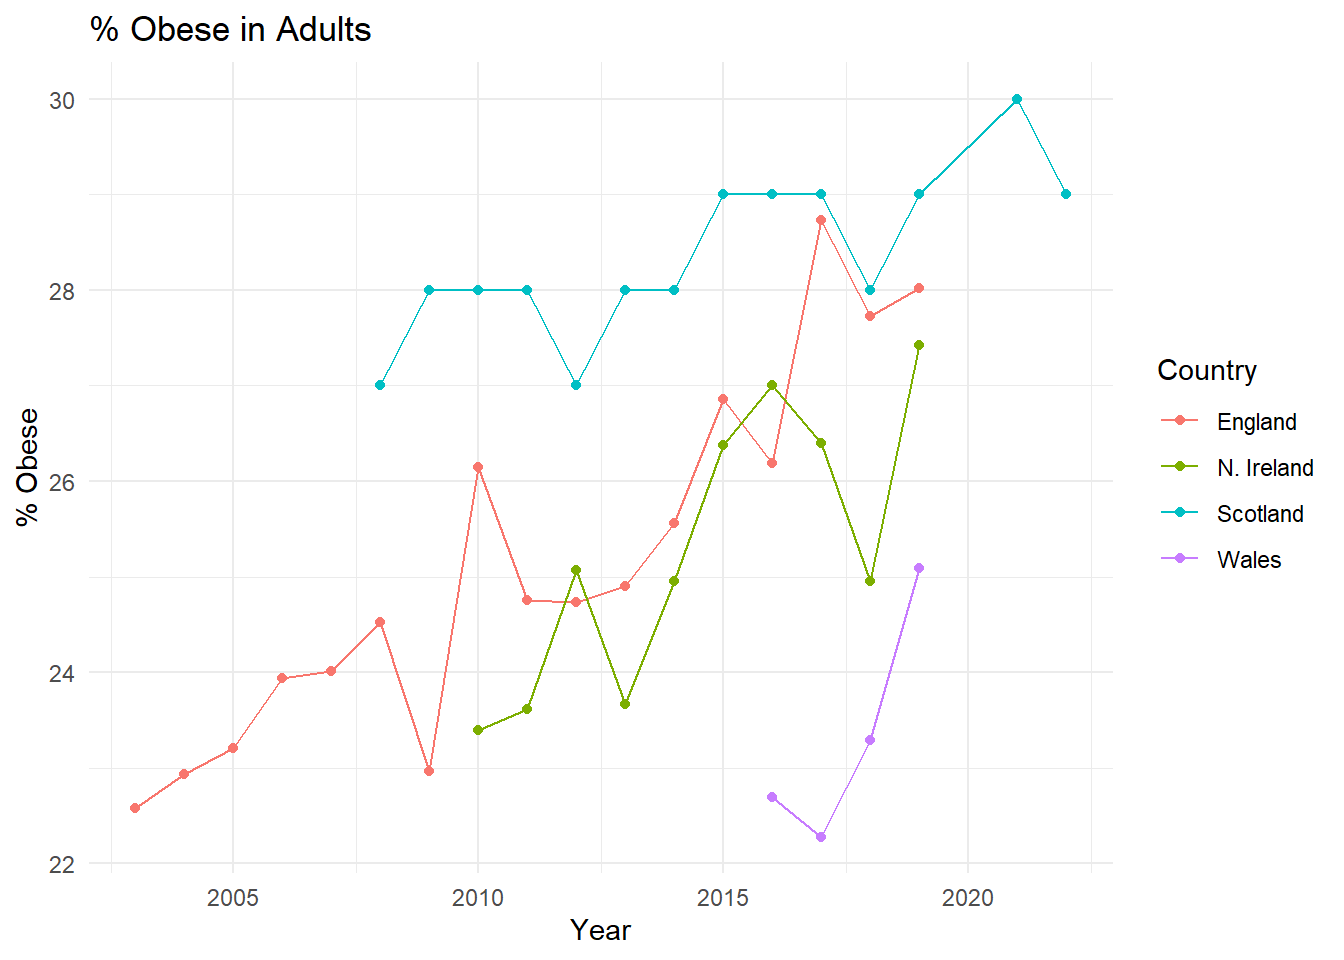 % Obese in Adults
30
28
26
24
22
% Obese
2005 2010 2015 2020
Year
Country
England
N. Ireland
Scotland
Wales